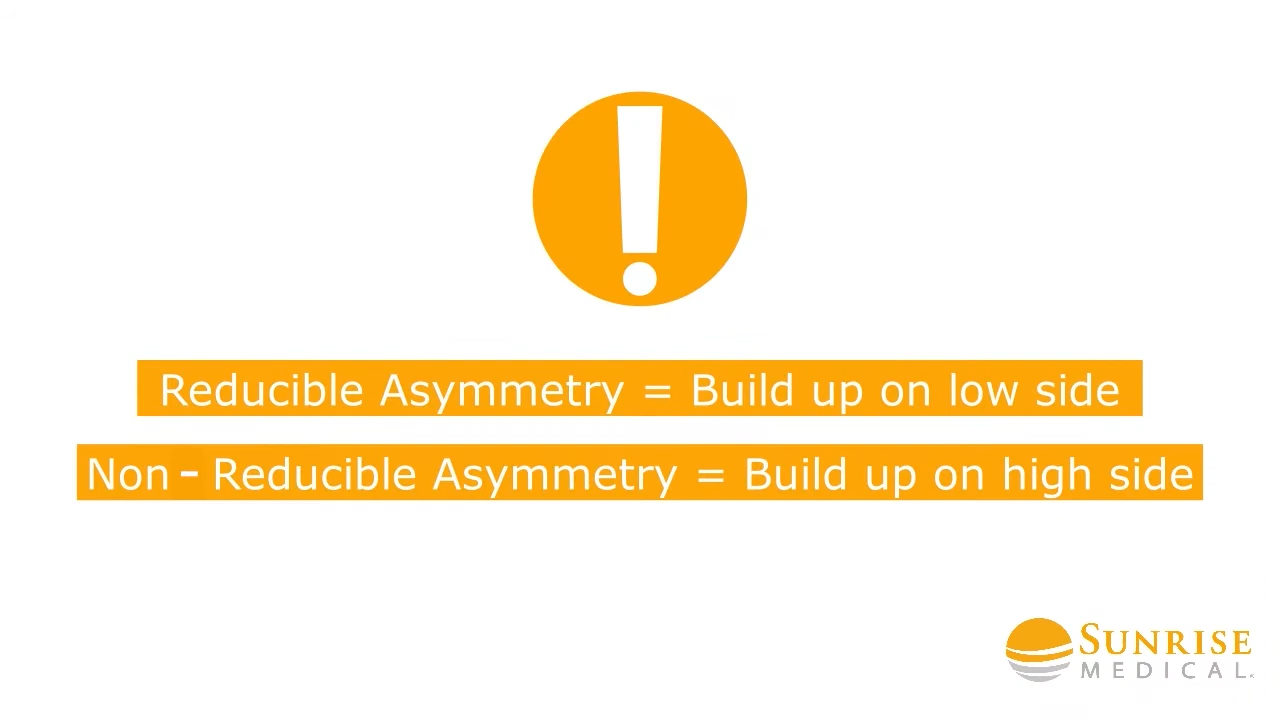 !
Reducible Asymmetry = Build up on low side
Non - Reducible Asymmetry = Build up on high side
SUNRISE
MEDICAL